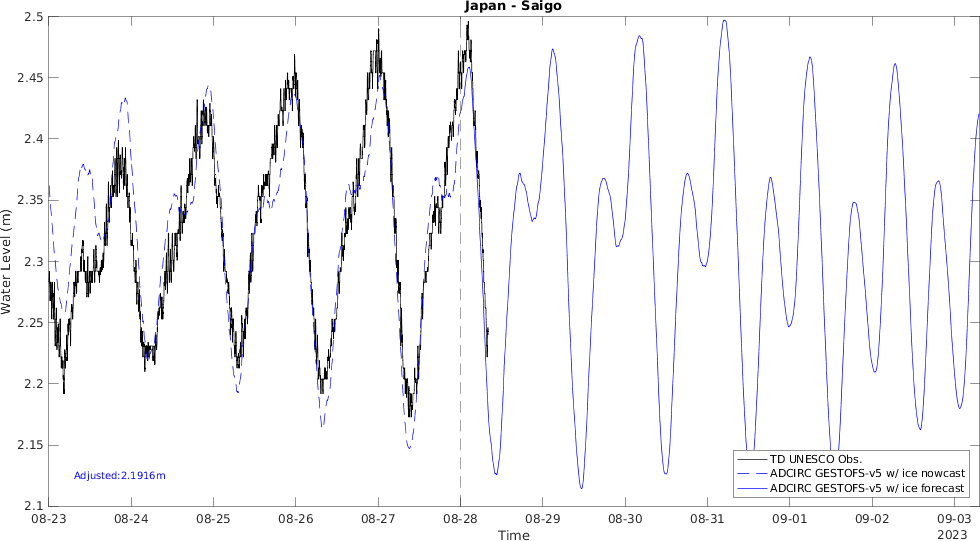 Japan - Saigo
2.5
2.45
2.4
2.35
2.3
2.25
2.2
2.15
2.1
Water Level (m)
Adjusted:2.1916m
TD UNESCO Obs.
ADCIRC GESTOFS-v5 w/ ice nowcast
ADCIRC GESTOFS-v5 w/ ice forecast
08-23 08-24 08-25 08-26 08-27 08-28 08-29 08-30 08-31 09-01 09-02 09-03
Time
2023